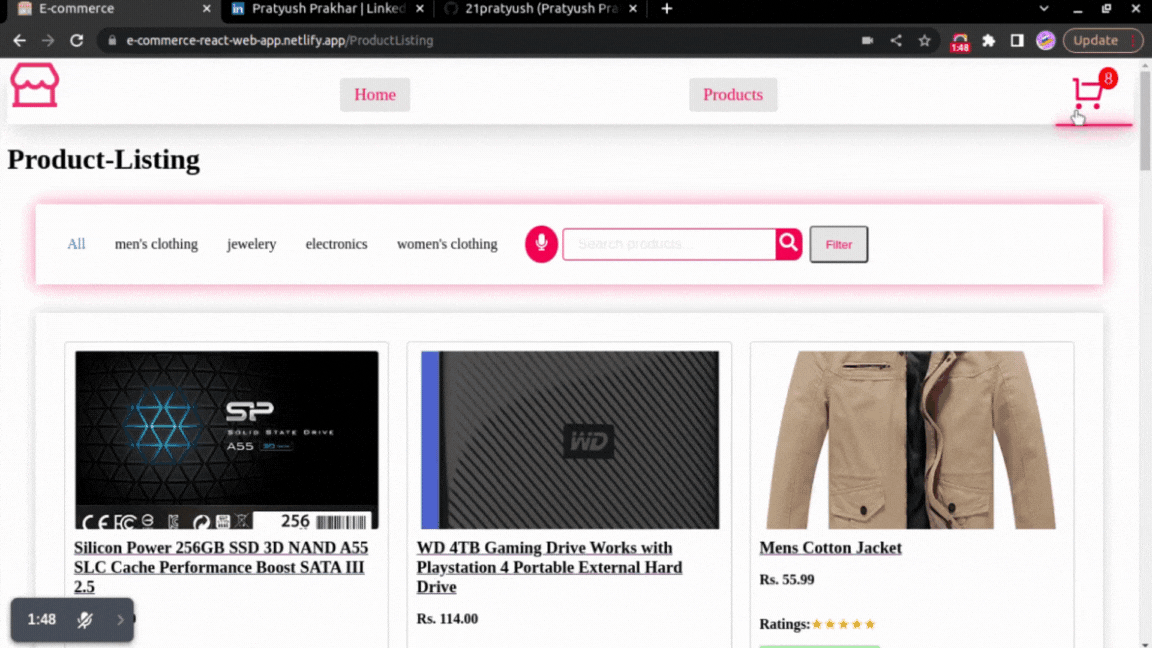 E-commerce
Pratyush Prakhar | Linked
21pratyush (Pratyush Pra
e-commerce-react-web-app.netlify.app/ProductListing
1:48
Update
Home
Products
8
Product-Listing
All
men's clothing
jewelery
electronics
women's clothing
Search products...
Filter
SP
SOLID STATE DRIVE
A55
256
WD
Silicon Power 256GB SSD 3D NAND A55
SLC Cache Performance Boost SATA III
2.5
WD 4TB Gaming Drive Works with
Playstation 4 Portable External Hard
Drive
Rs. 114.00
Mens Cotton Jacket
Rs. 55.99
Ratings:
1:48